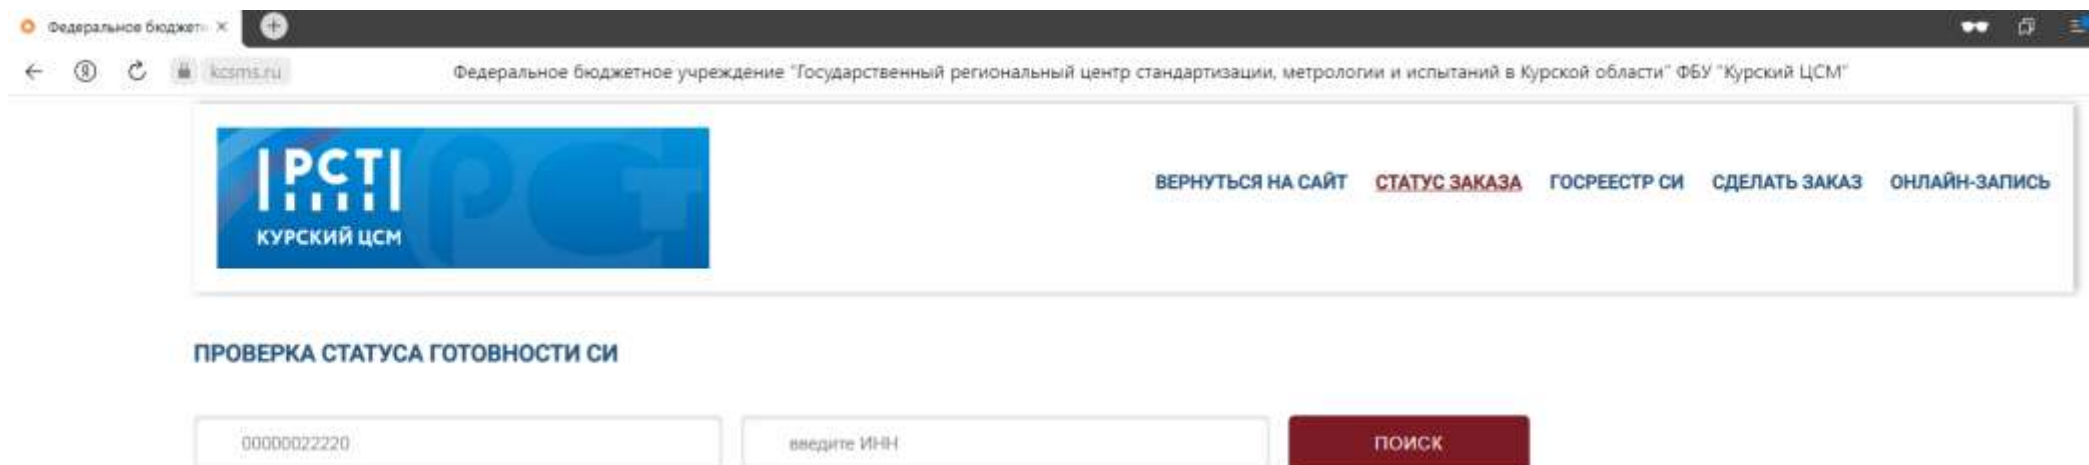 Федеральное бюджетн
kcsms.ru Федеральное бюджетное учреждение "Государственный региональный центр стандартизации, метрологии и испытаний в Курской области" ФБУ "Курский ЦСМ"
РСТ
КУРСКИЙ ЦСМ
ВЕРНУТЬСЯ НА САЙТ СТАТУС ЗАКАЗА ГОСРЕЕСТР СИ СДЕЛАТЬ ЗАКАЗ ОНЛАЙН-ЗАПИСЬ
ПРОВЕРКА СТАТУСА ГОТОВНОСТИ СИ
00000022220 введите ИНН ПОИСК